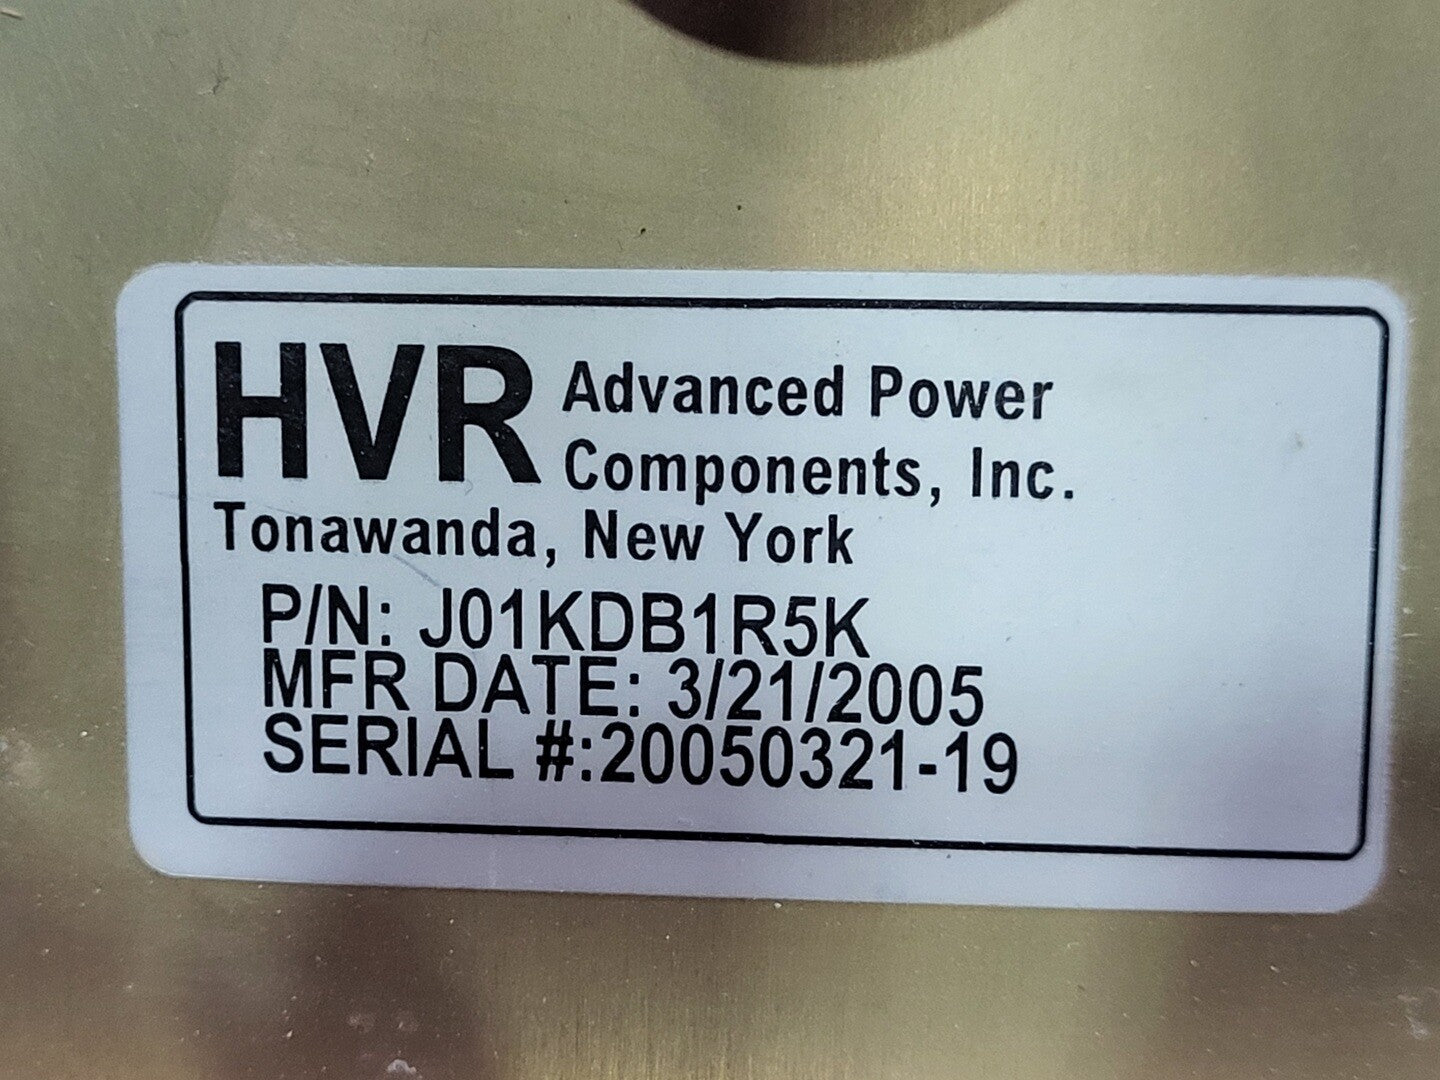 HVR Advanced Power
Components, Inc.
Tonawanda, New York
P/N: J01KDB1R5K
MFR DATE: 3/21/2005
SERIAL #:20050321-19